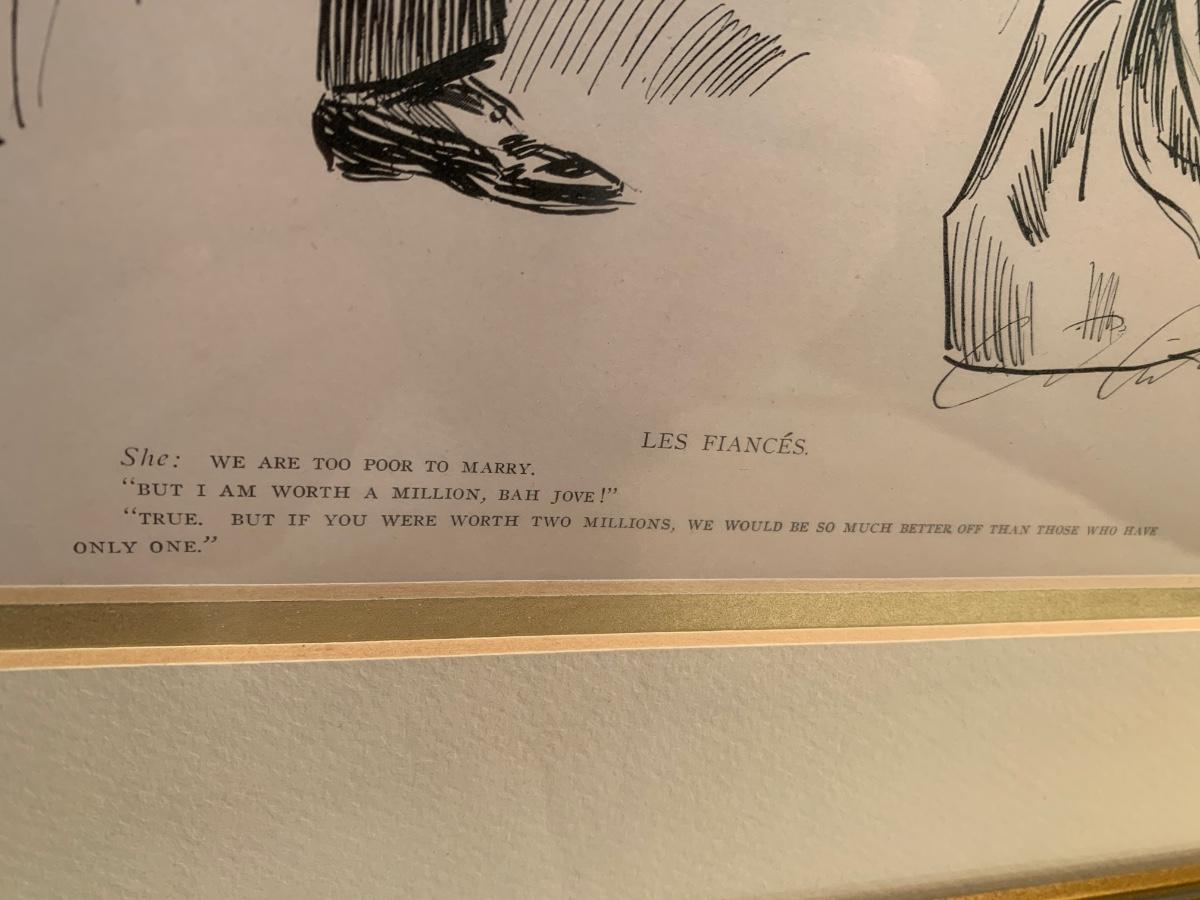 LES FIANCÉS.
She: WE ARE TOO POOR TO MARRY.
“BUT I AM WORTH A MILLION, BAH JOVE!”
“TRUE. BUT IF YOU WERE WORTH TWO MILLIONS, WE WOULD BE SO MUCH BETTER OFF THAN THOSE WHO HAVE
ONLY ONE.”